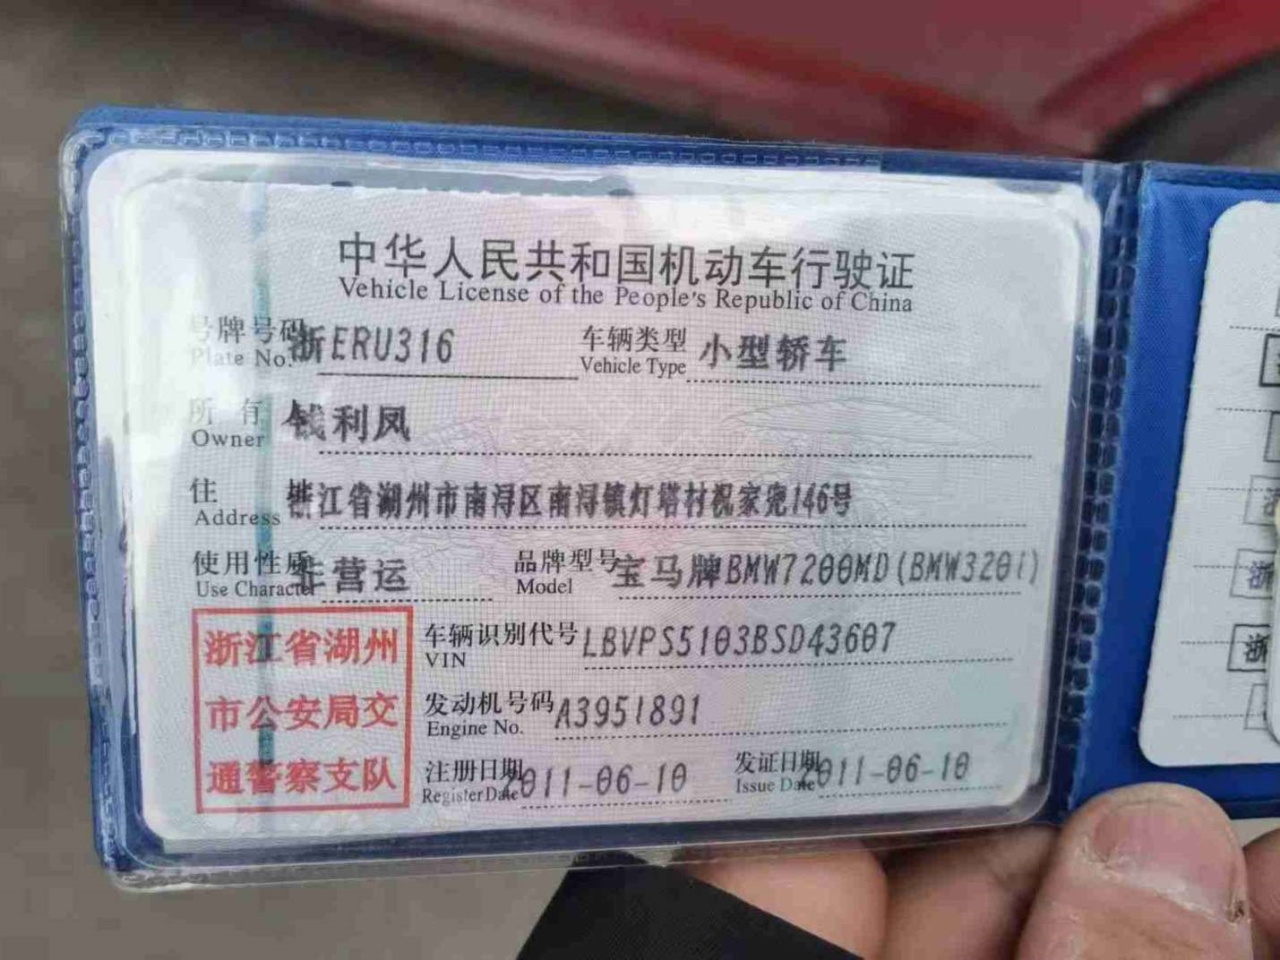 中华人民共和国机动车行驶证
Vehicle License of the People's Republic of China
号牌号码 浙ERU316 车辆类型 小型轿车
Plate No. Vehicle Type
所有 钱利凤
Owner
住 浙江省湖州市南浔区南浔镇灯塔村祝家兜146号
Address
使用性质 非营运 品牌型号 宝马牌BMW7200MD(BMW320i)
Use Character Model
浙江省湖州
市公安局交
通警察支队
车辆识别代号 LBVPS5103BSD43607
VIN
发动机号码 A3951891
Engine No.
注册日期 2011-06-10 发证日期 2011-06-10
Register Date Issue Date
浙
浙